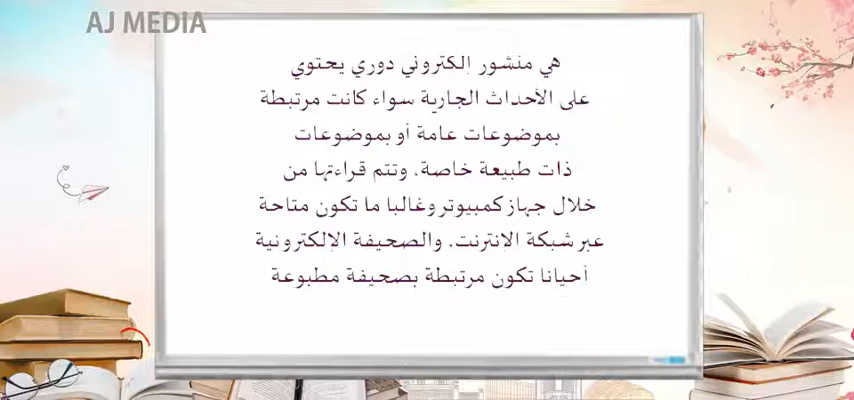 AJ MEDIA
هي منشور إلكتروني دوري يحتوي
على الأحداث الجارية سواء كانت مرتبطة
بموضوعات عامة أو بموضوعات
ذات طبيعة خاصة. وتتم قراءتها من
خلال جهاز كمبيوتر وغالبا ما تكون متاحة
عبر شبكة الانترنت. والصحيفة الإلكترونية
أحيانا تكون مرتبطة بصحيفة مطبوعة